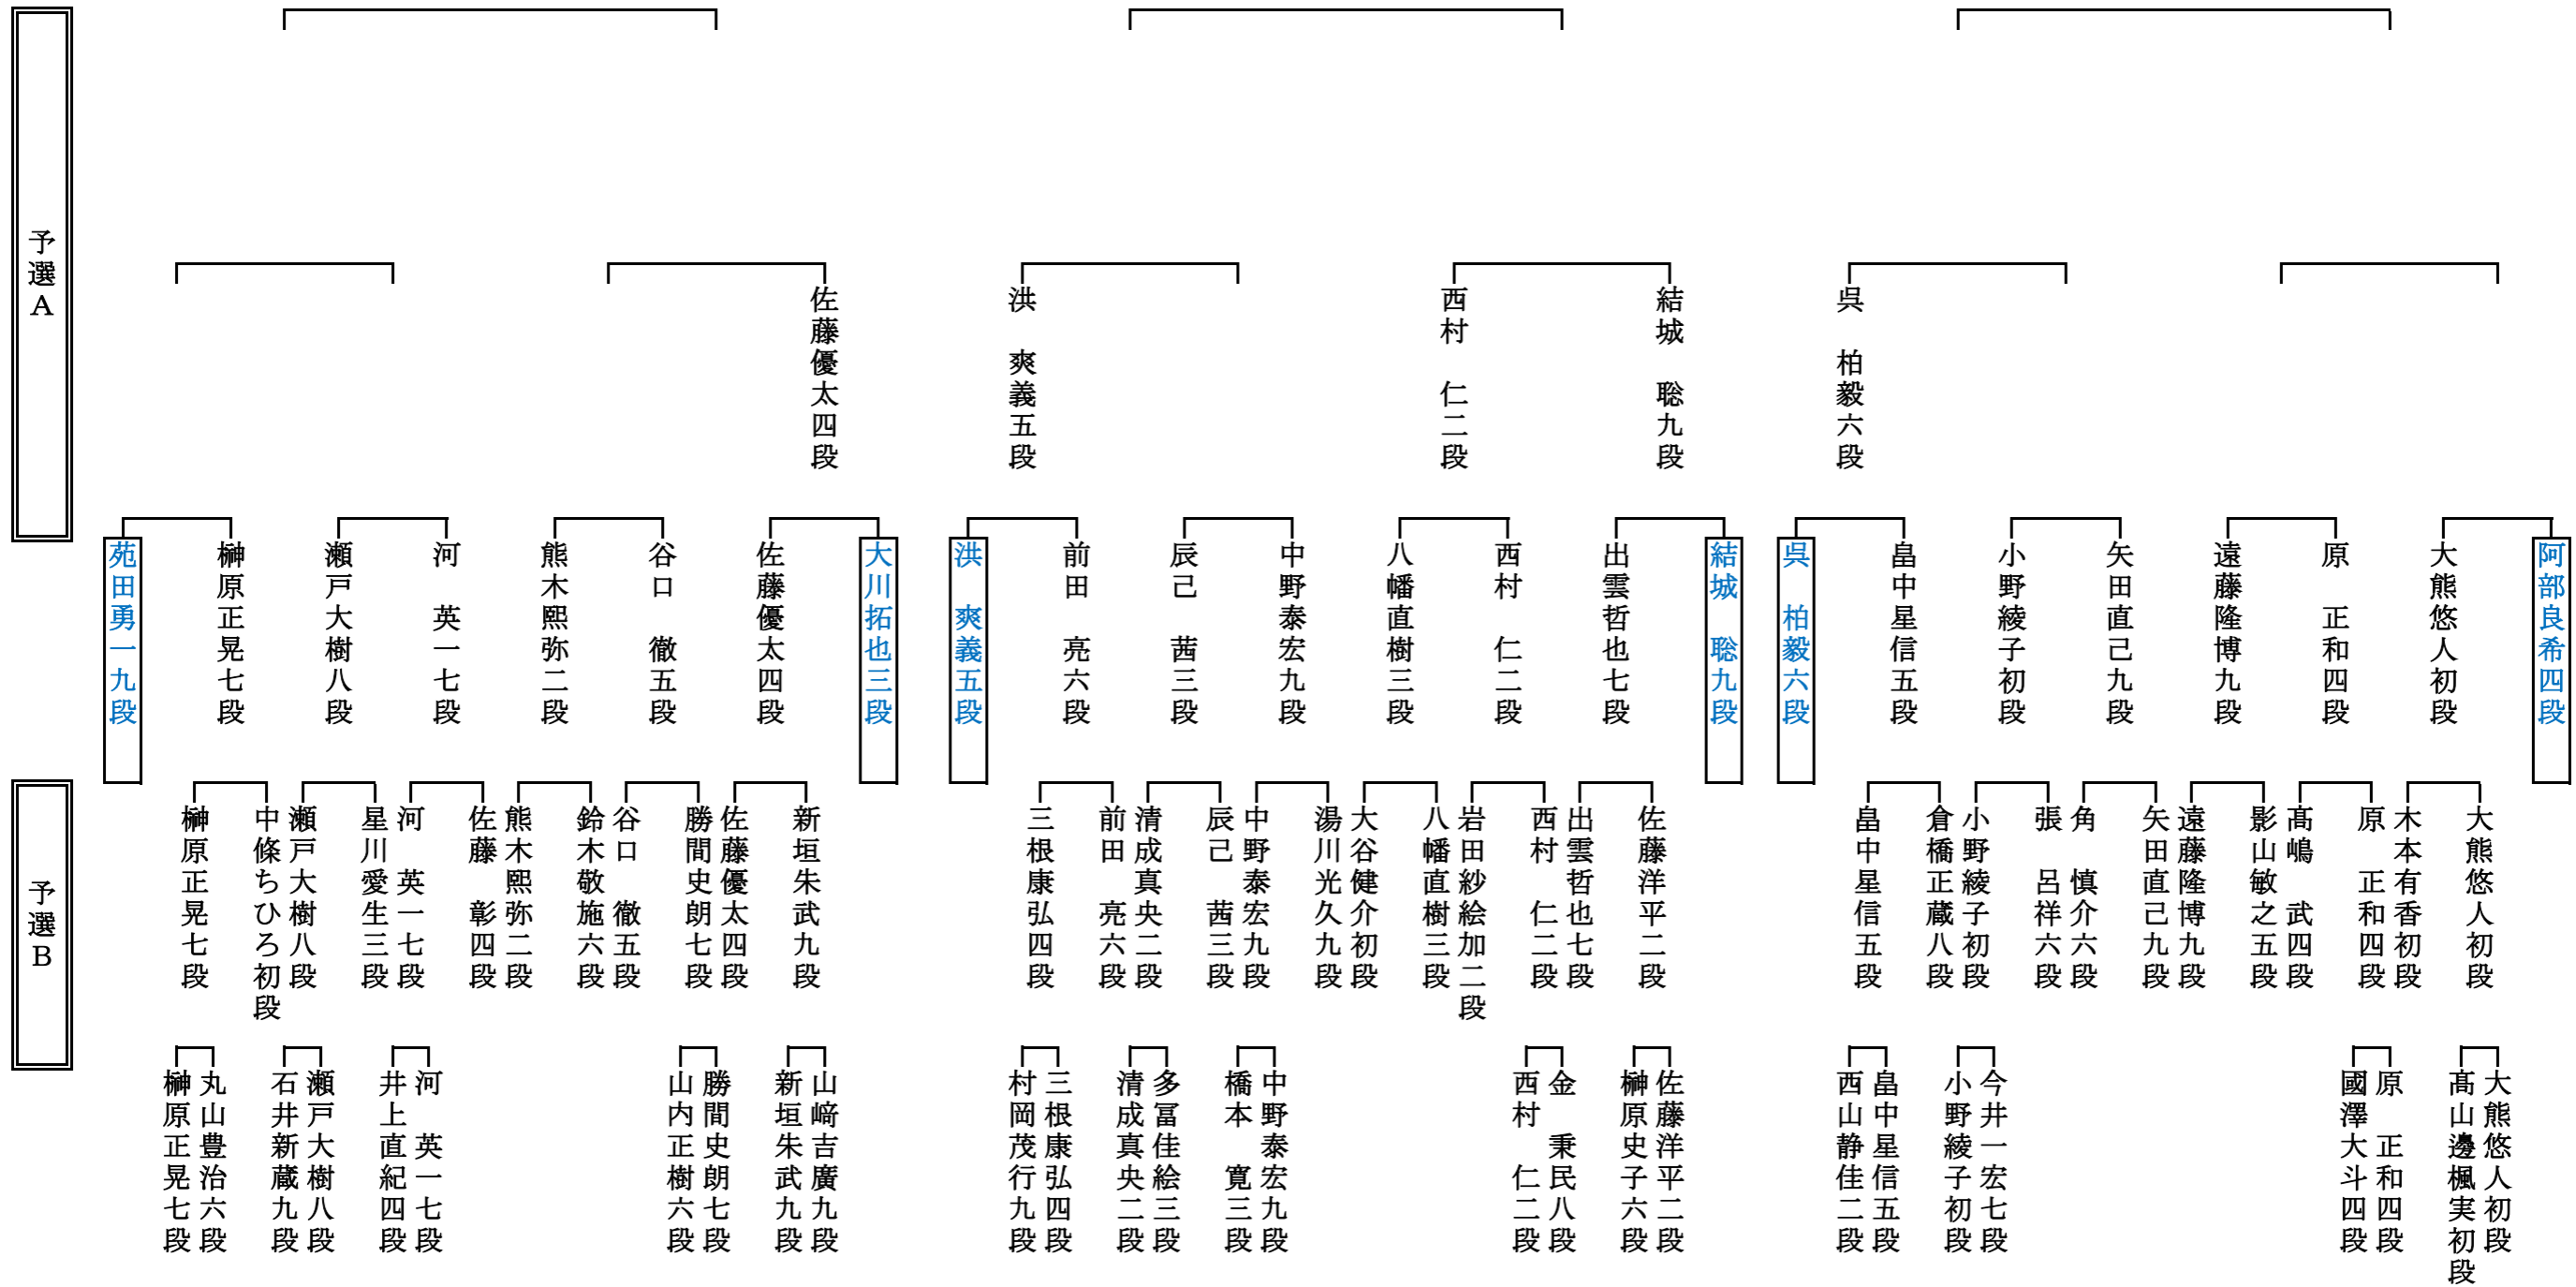 予選A
佐藤優太四段
洪　爽義五段
西村　仁二段
結城　聡九段
呉　柏毅六段
苑田勇一九段
榊原正晃七段
瀬戸大樹八段
河　英一七段
熊木熙弥二段
谷口　徹五段
佐藤優太四段
大川拓也三段
洪　爽義五段
前田　亮六段
辰己　茜三段
中野泰宏九段
八幡直樹三段
西村　仁二段
出雲哲也七段
結城　聡九段
呉　柏毅六段
畠中星信五段
小野綾子初段
矢田直己九段
遠藤隆博九段
原　正和四段
大熊悠人初段
阿部良希四段
予選B
榊原正晃七段
中條ちひろ初段
瀬戸大樹八段
星川愛生三段
河　英一七段
佐藤　彰四段
熊木熙弥二段
鈴木敬施六段
谷口　徹五段
勝間史朗七段
佐藤優太四段
新垣朱武九段
三根康弘四段
前田　亮六段
清成真央二段
辰己　茜三段
中野泰宏九段
湯川光久九段
大谷健介初段
八幡直樹三段
岩田紗絵加二段
西村　仁二段
出雲哲也七段
佐藤洋平二段
畠中星信五段
倉橋正蔵八段
小野綾子初段
張　呂祥六段
角　慎介六段
矢田直己九段
遠藤隆博九段
影山敏之五段
髙嶋　武四段
原　正和四段
木本有香初段
大熊悠人初段
榊原正晃七段
丸山豊治六段
石井新蔵九段
瀬戸大樹八段
井上直紀四段
河　英一七段
山内正樹六段
勝間史朗七段
新垣朱武九段
山﨑吉廣九段
村岡茂行九段
三根康弘四段
清成真央二段
多冨佳絵三段
橋本　寛三段
中野泰宏九段
西村　仁二段
金　秉民八段
榊原史子六段
佐藤洋平二段
西山静佳二段
畠中星信五段
小野綾子初段
今井一宏七段
國澤大斗四段
原　正和四段
髙山邊楓実初段
大熊悠人初段